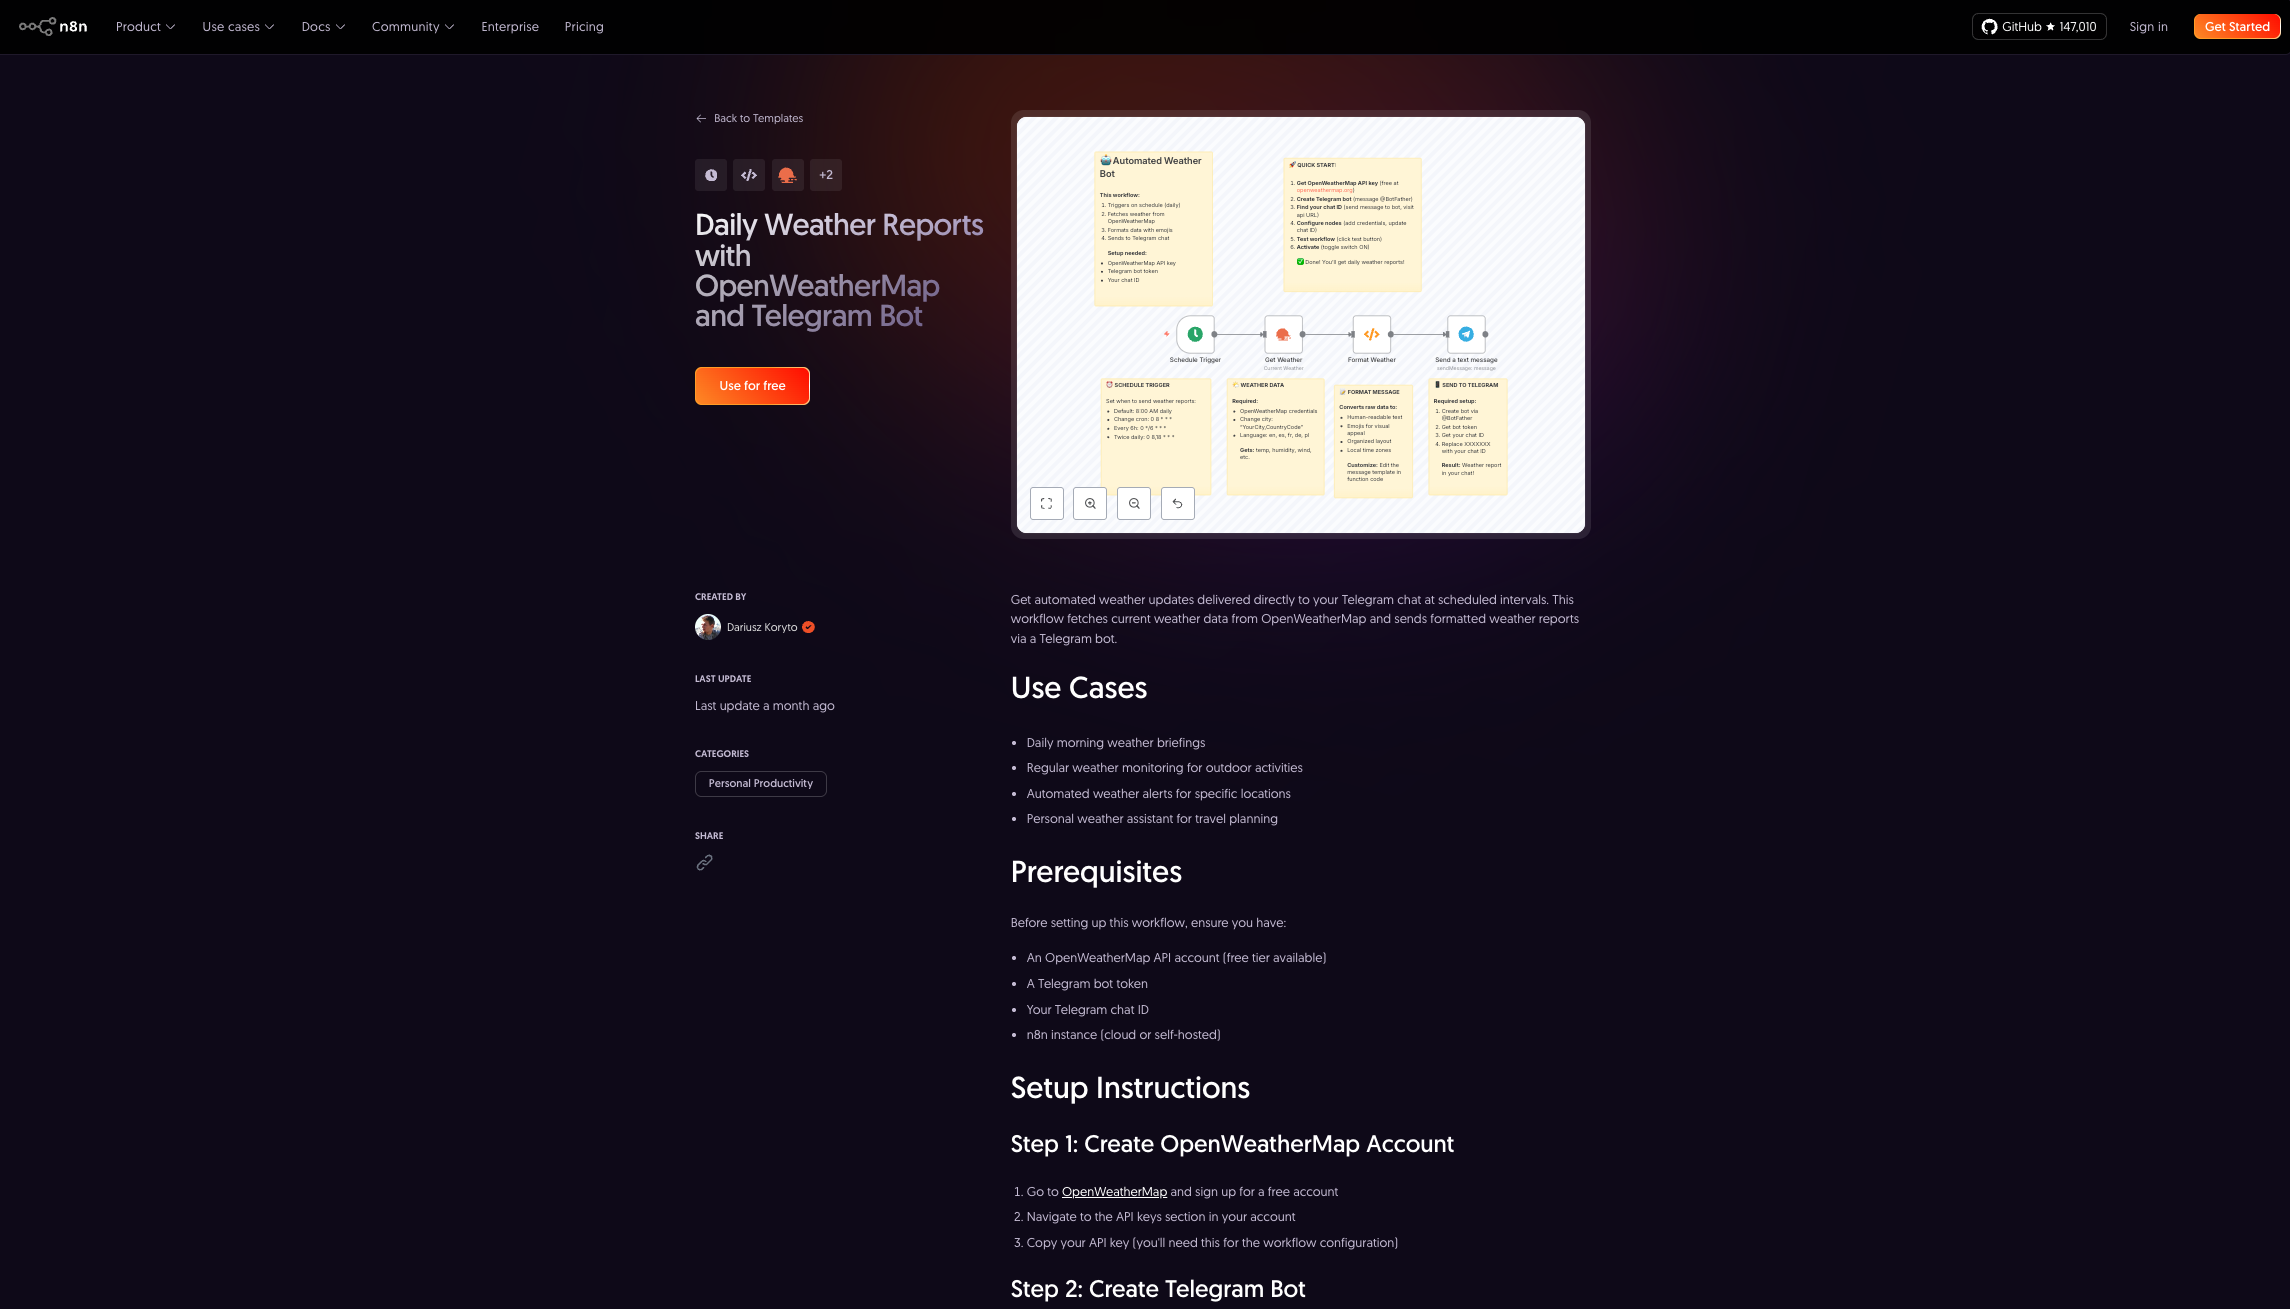 n8n
Product
Use cases
Docs
Community
Enterprise
Pricing
GitHub ★ 147,010
Sign in
Get Started
← Back to Templates
+2
Daily Weather Reports
with
OpenWeatherMap
and Telegram Bot
Use for free
🤖Automated Weather
Bot
This workflow:
1. Triggers on schedule (daily)
2. Fetches weather from
OpenWeatherMap
3. Formats data with emojis
4. Sends to Telegram chat
Setup needed:
• OpenWeatherMap API key
• Telegram bot token
• Your chat ID
🚀 QUICK START:
1. Get OpenWeatherMap API key (free at
openweathermap.org)
2. Create Telegram bot (message @BotFather)
3. Find your chat ID (send message to bot, visit
api URL)
4. Configure nodes (add credentials, update
chat ID)
5. Test workflow (click test button)
6. Activate (toggle switch ON)
✅ Done! You'll get daily weather reports!
Schedule Trigger
Get Weather
Current Weather
Format Weather
Send a text message
sendMessage: message
⏰ SCHEDULE TRIGGER
Set when to send weather reports:
• Default: 8:00 AM daily
• Change cron: 0 8 * * *
• Every 6h: 0 */6 * * *
• Twice daily: 0 8,18 * * *
WEATHER DATA
Required:
• OpenWeatherMap credentials
• Change city:
"YourCity,CountryCode"
• Language: en, es, fr, de, pl
Gets: temp, humidity, wind,
etc.
FORMAT MESSAGE
Converts raw data to:
• Human-readable text
• Emojis for visual
appeal
• Organized layout
• Local time zones
Customize: Edit the
message template in
function code
SEND TO TELEGRAM
Required setup:
1. Create bot via
@BotFather
2. Get bot token
3. Get your chat ID
4. Replace XXXXXXX
with your chat ID
Result: Weather report
in your chat!
CREATED BY
Dariusz Koryto
LAST UPDATE
Last update a month ago
CATEGORIES
Personal Productivity
SHARE
Get automated weather updates delivered directly to your Telegram chat at scheduled intervals. This
workflow fetches current weather data from OpenWeatherMap and sends formatted weather reports
via a Telegram bot.
Use Cases
• Daily morning weather briefings
• Regular weather monitoring for outdoor activities
• Automated weather alerts for specific locations
• Personal weather assistant for travel planning
Prerequisites
Before setting up this workflow, ensure you have:
• An OpenWeatherMap API account (free tier available)
• A Telegram bot token
• Your Telegram chat ID
• n8n instance (cloud or self-hosted)
Setup Instructions
Step 1: Create OpenWeatherMap Account
1. Go to OpenWeatherMap and sign up for a free account
2. Navigate to the API keys section in your account
3. Copy your API key (you'll need this for the workflow configuration)
Step 2: Create Telegram Bot